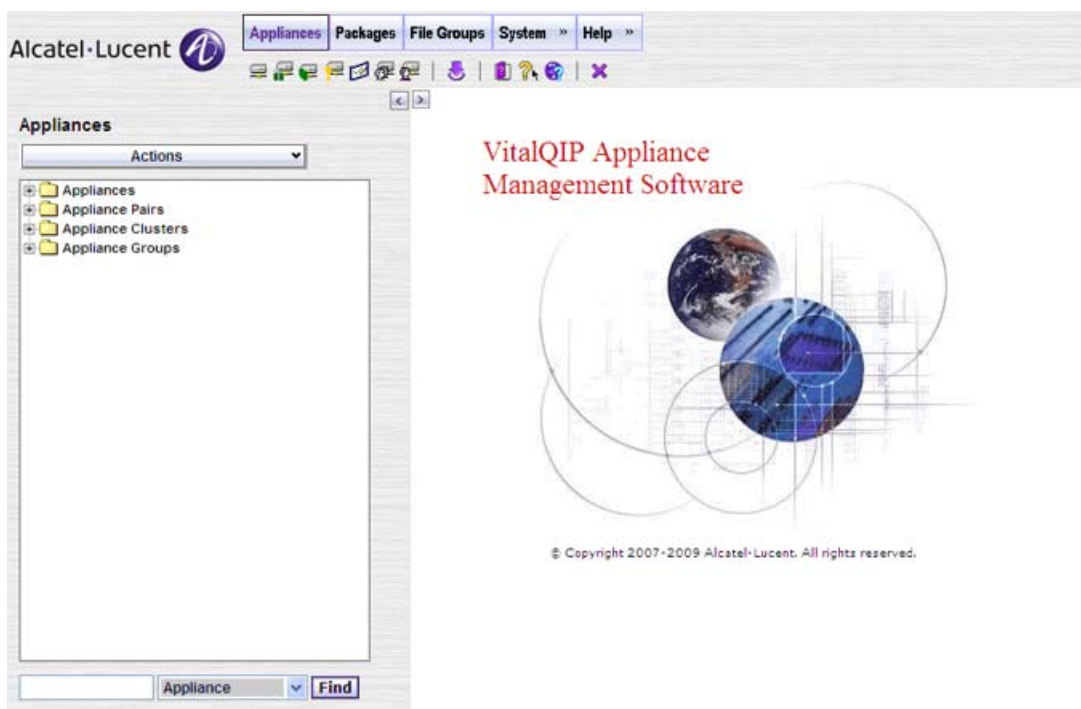 Alcatel·Lucent
Appliances Packages File Groups System » Help »
Appliances
Actions
Appliances
Appliance Pairs
Appliance Clusters
Appliance Groups
Appliance Find
VitalQIP Appliance
Management Software
© Copyright 2007-2009 Alcatel-Lucent. All rights reserved.